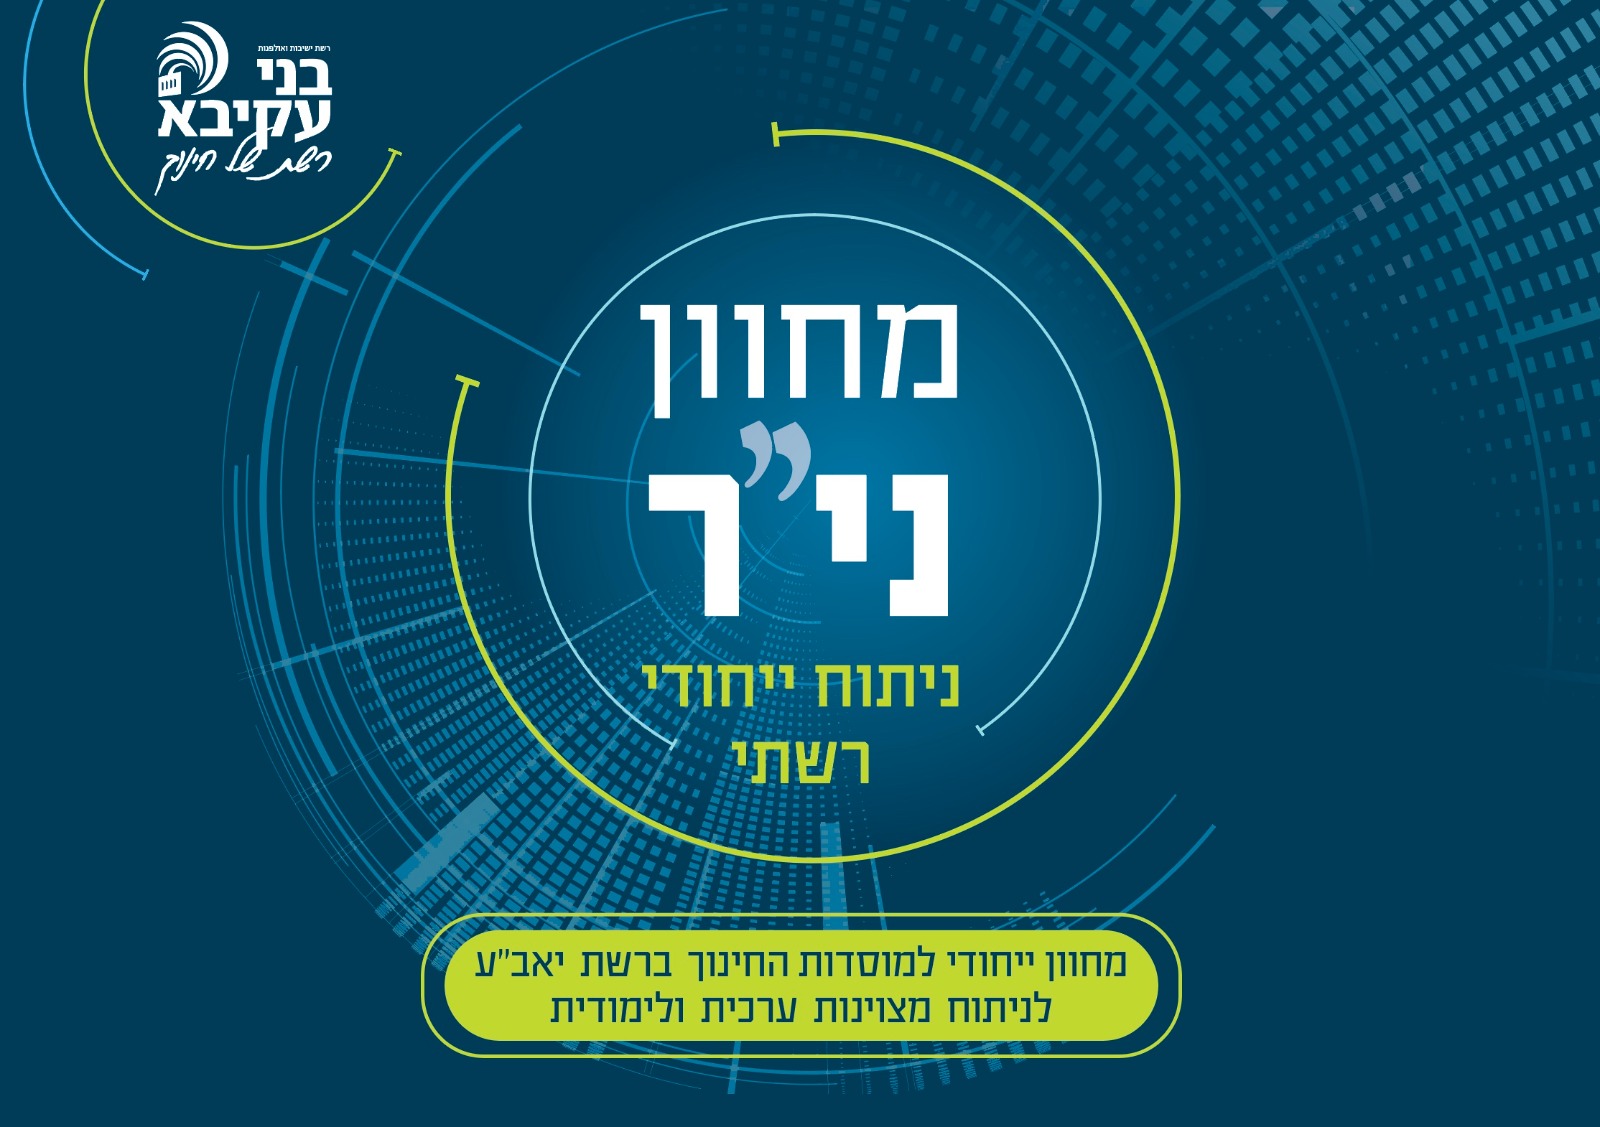 רשת ישיבות ואולפנות
בני
עקיבא
רשת של חינוך
מחוון
ני"ר
ניתוח ייחודי
רשתי
מחוון ייחודי למוסדות החינוך ברשת יאב"ע
לניתוח מצוינות ערכית ולימודית